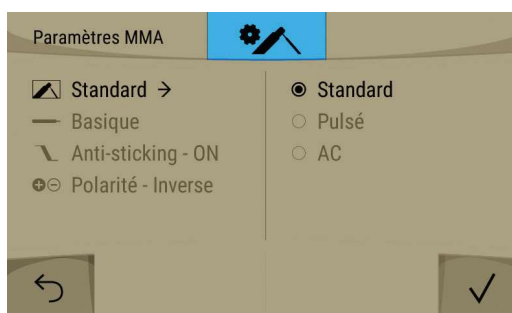 Paramètres MMA
Standard →
Basique
Anti-sticking - ON
Polarité - Inverse
Standard
Pulsé
AC